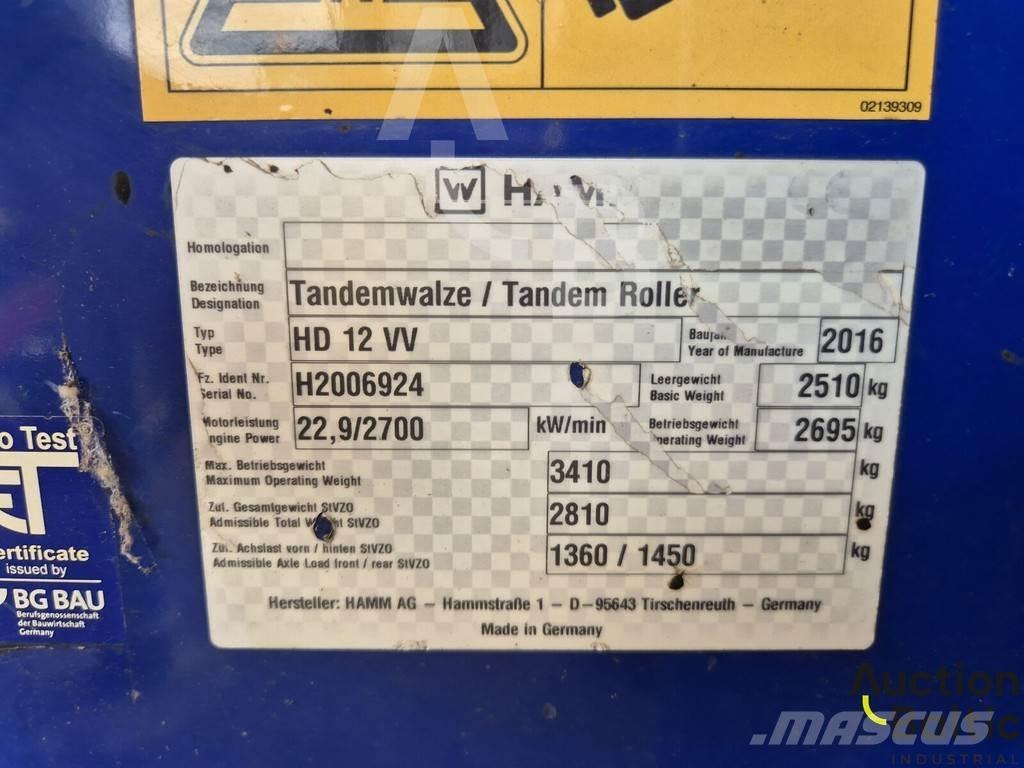 02139309
HAMM
Homologation
Bezeichnung
Designation
Tandemwalze / Tandem Roller
Typ
Type
HD 12 VV
Year of Manufacture
2016
Fz. Ident Nr.
Serial No.
H2006924
Leergewicht
Basic Weight
2510 kg
Motorleistung
Engine Power
22,9/2700
kW/min
Betriebsgewicht
Operating Weight
2695 kg
Max. Betriebsgewicht
Maximum Operating Weight
3410 kg
Zul. Gesamtgewicht StVZO
Admissible Total Weight StVZO
2810 kg
Zul. Achslast vorn / hinten StVZO
Admissible Axle Load front / rear StVZO
1360 / 1450 kg
Hersteller: HAMM AG – Hammstraße 1 – D–95643 Tirschenreuth – Germany
Made in Germany
Test
ertificate
issued by
BG BAU
Berufsgenossenschaft
der Bauwirtschaft
Germany
Auction
MASCUS
INDUSTRIAL